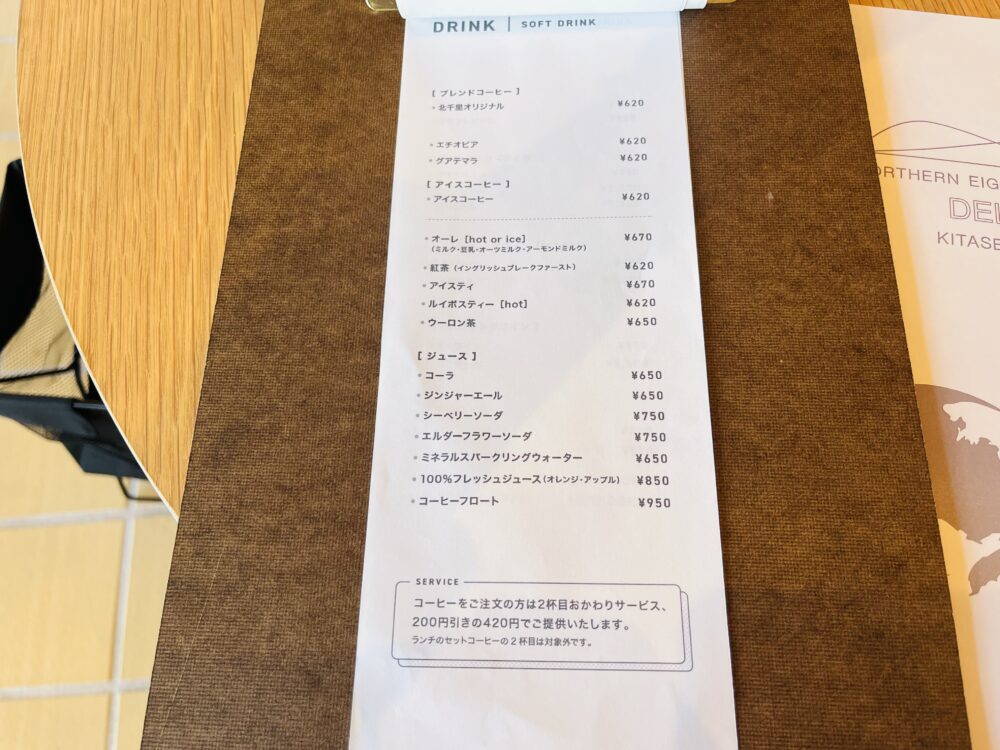 DRINK | SOFT DRINK
[ ブレンドコーヒー ]
・北千里オリジナル ¥620
・エチオピア ¥620
・グアテマラ ¥620
[ アイスコーヒー ]
・アイスコーヒー ¥620
・オーレ [hot or ice] ¥670
(ミルク・豆乳・オーツミルク・アーモンドミルク)
・紅茶 (イングリッシュブレークファースト) ¥620
・アイスティ ¥670
・ルイボスティー [hot] ¥620
・ウーロン茶 ¥650
[ ジュース ]
・コーラ ¥650
・ジンジャーエール ¥650
・シーベリーソーダ ¥750
・エルダーフラワーソーダ ¥750
・ミネラルスパークリングウォーター ¥650
・100%フレッシュジュース (オレンジ・アップル) ¥850
・コーヒーフロート ¥950
SERVICE
コーヒーをご注文の方は2杯目おかわりサービス、
200円引きの420円でご提供いたします。
ランチのセットコーヒーの2杯目は対象外です。
ORTHERN EIG
DEL
KITASE